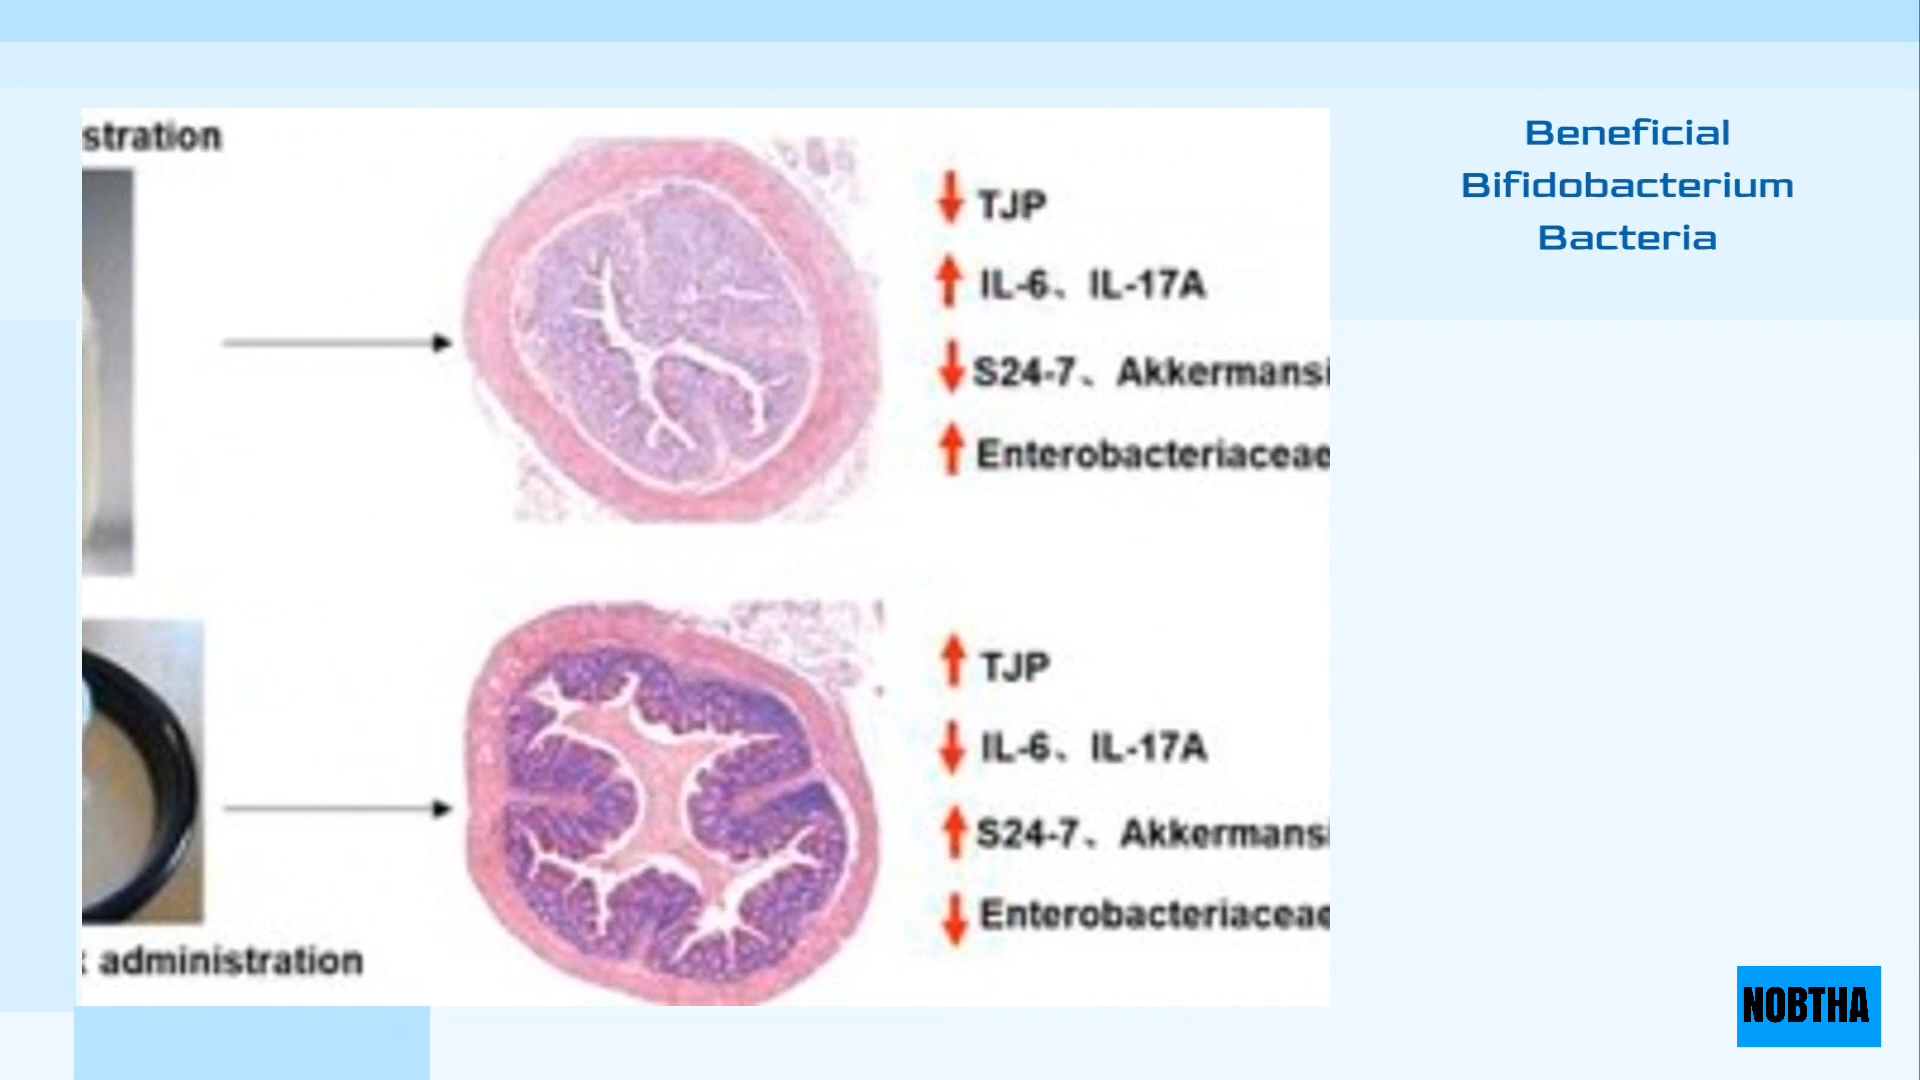 stration
TJP
IL-6、IL-17A
S24-7、Akkermansi
Enterobacteriaceae
TJP
IL-6、IL-17A
S24-7、Akkermansi
Enterobacteriaceae
administration
Beneficial
Bifidobacterium
Bacteria
NOBTHA